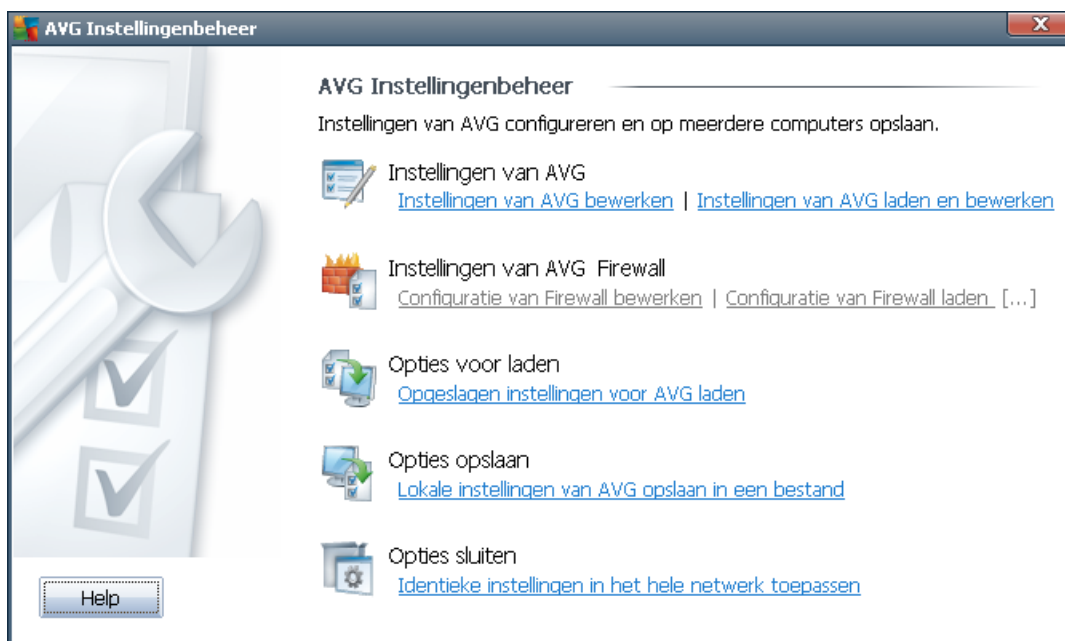 AVG Instellingenbeheer
AVG Instellingenbeheer
Instellingen van AVG configureren en op meerdere computers opslaan.
Instellingen van AVG
Instellingen van AVG bewerken | Instellingen van AVG laden en bewerken
Instellingen van AVG Firewall
Configuratie van Firewall bewerken | Configuratie van Firewall laden [...]
Opties voor laden
Opgeslagen instellingen voor AVG laden
Opties opslaan
Lokale instellingen van AVG opslaan in een bestand
Opties sluiten
Identieke instellingen in het hele netwerk toepassen
Help